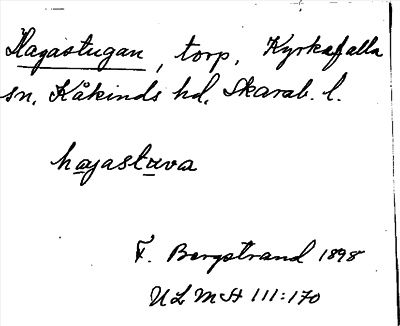 Hagastugan, torp, Kyrkefalla
sn, Kåkinds hd, Skarab. l.
hagastuva
F. Bergstrand 1898
ULMA 111:170